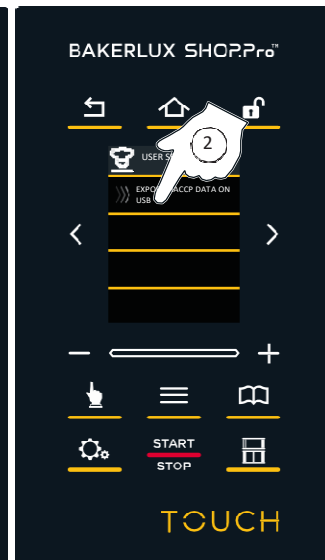 BAKERLUX SHOP.Pro™
2
USER S
EXPO ACCP DATA ON
USB
START
STOP
TOUCH